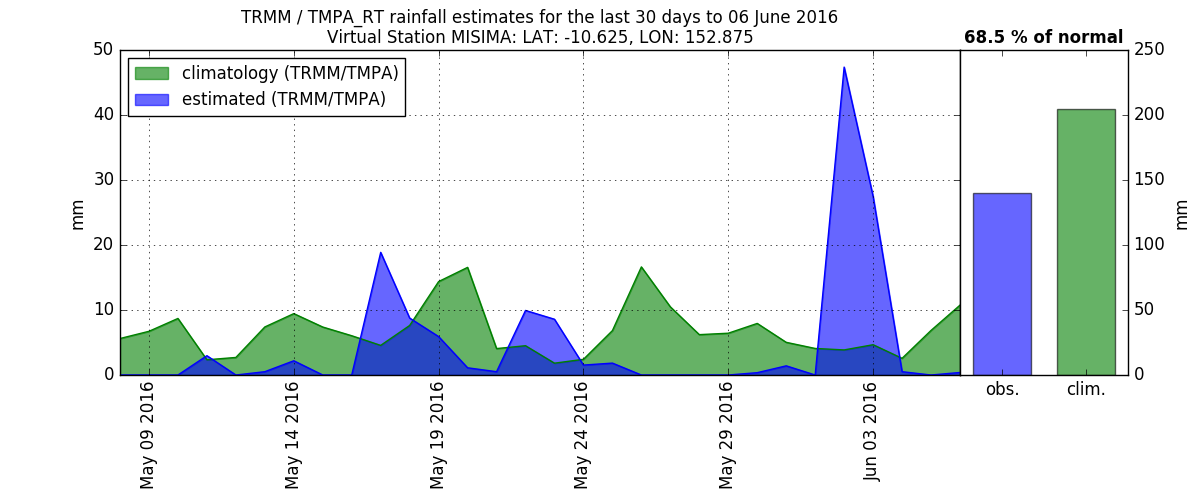 TRMM / TMPA_RT rainfall estimates for the last 30 days to 06 June 2016
Virtual Station MISIMA: LAT: -10.625, LON: 152.875
68.5 % of normal
climatology (TRMM/TMPA)
estimated (TRMM/TMPA)
50
40
30
20
10
0
mm
May 09 2016
May 14 2016
May 19 2016
May 24 2016
May 29 2016
Jun 03 2016
obs.
clim.
250
200
150
100
50
0
mm